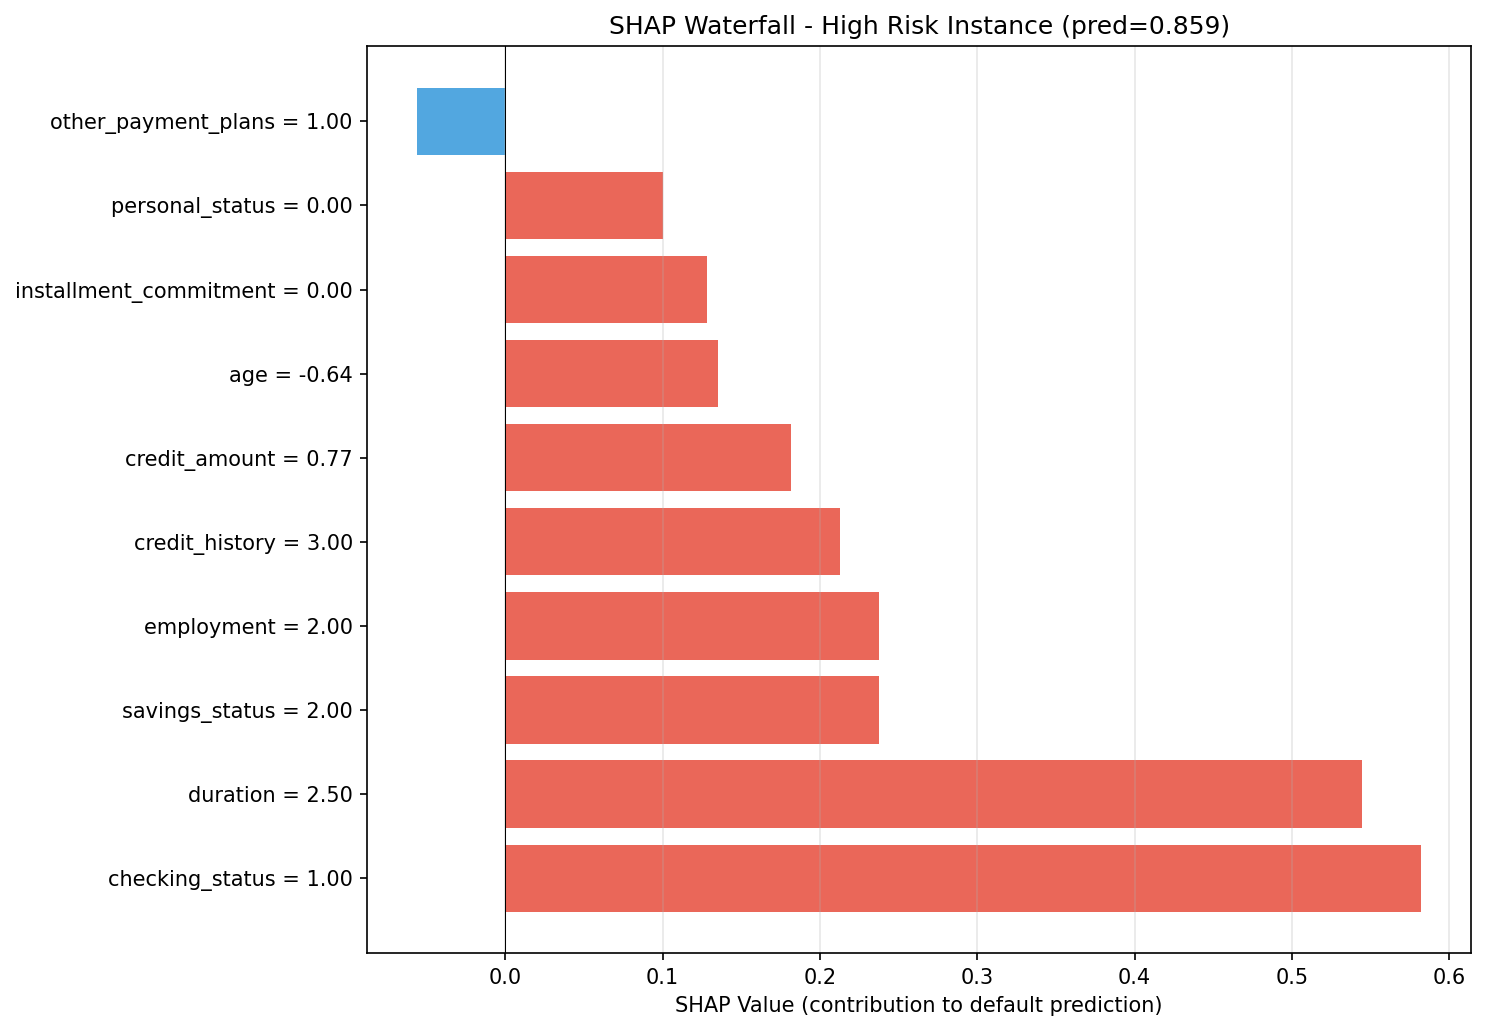 SHAP Waterfall - High Risk Instance (pred=0.859)
other_payment_plans = 1.00
personal_status = 0.00
installment_commitment = 0.00
age = -0.64
credit_amount = 0.77
credit_history = 3.00
employment = 2.00
savings_status = 2.00
duration = 2.50
checking_status = 1.00
0.0 0.1 0.2 0.3 0.4 0.5 0.6
SHAP Value (contribution to default prediction)